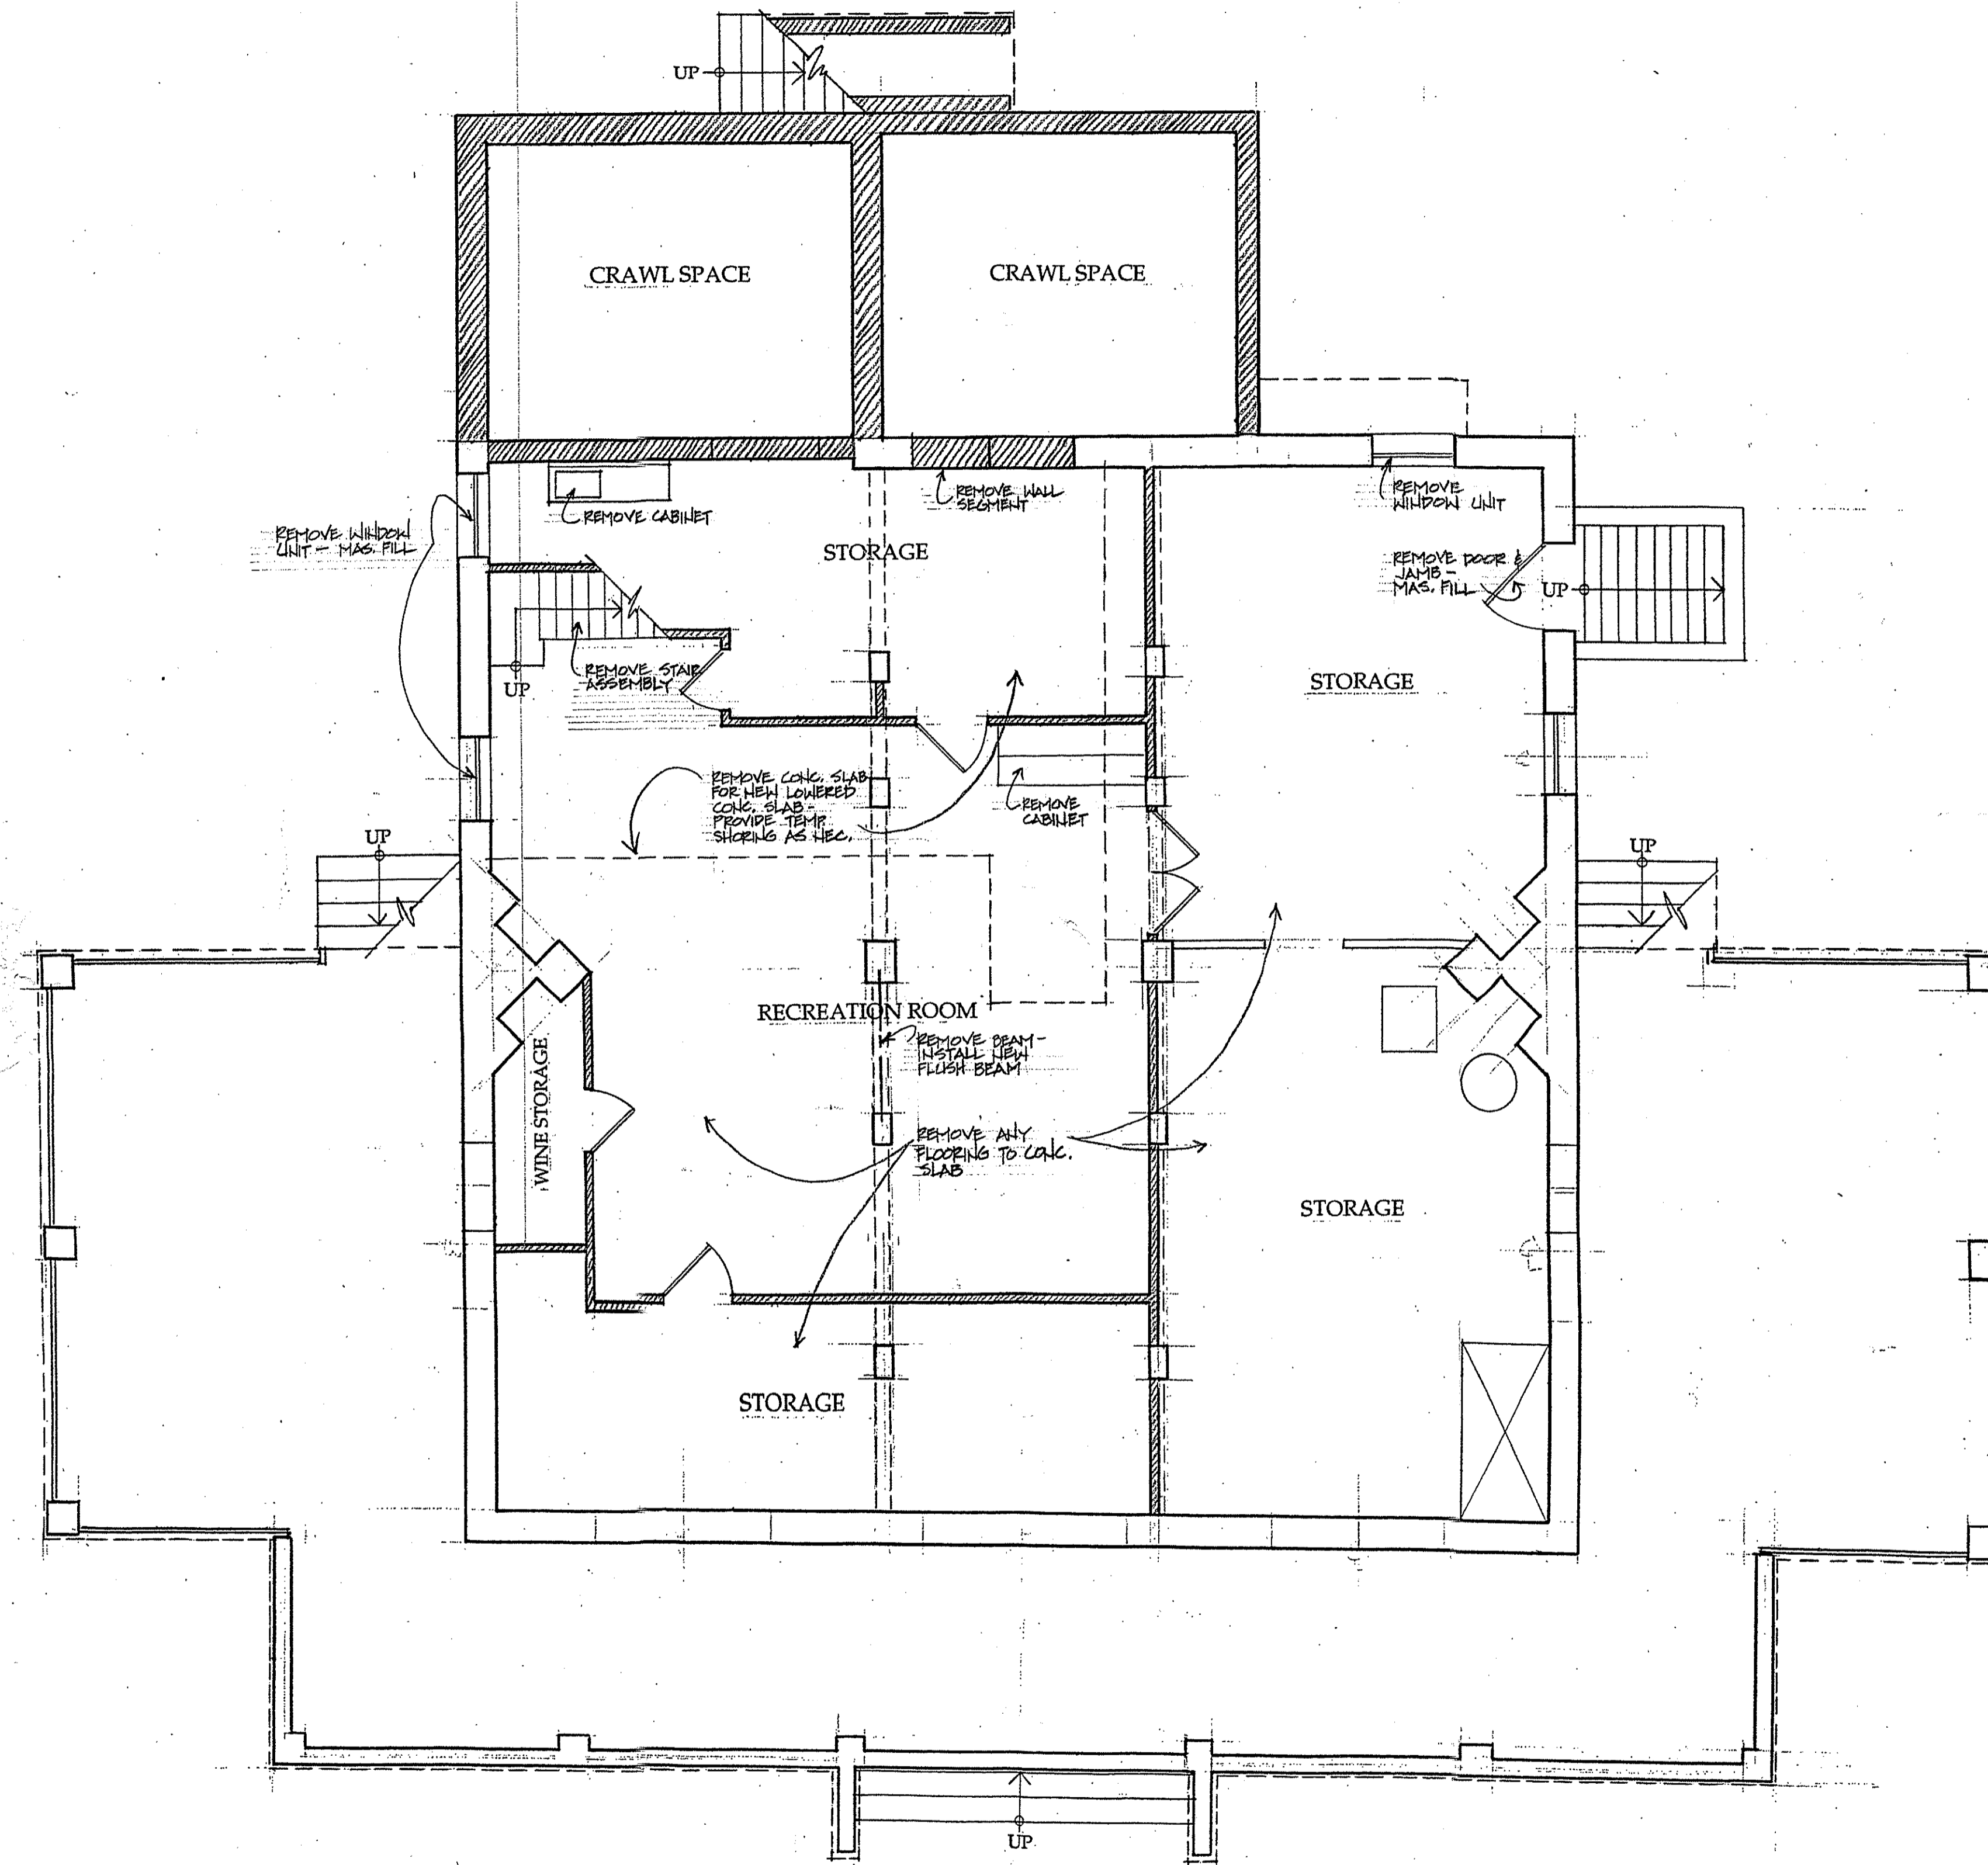 UP
CRAWL SPACE
CRAWL SPACE
REMOVE WINDOW
UNIT - MAS. FILL
REMOVE CABINET
REMOVE WALL
SEGMENT
REMOVE
WINDOW UNIT
STORAGE
REMOVE DOOR &
JAMB -
MAS. FILL
UP
REMOVE STAIR
ASSEMBLY
UP
STORAGE
REMOVE CONC. SLAB
FOR NEW LOWERED
CONC. SLAB -
PROVIDE TEMP.
SHORING AS NEC.
REMOVE
CABINET
UP
UP
RECREATION ROOM
REMOVE BEAM -
INSTALL NEW
FLUSH BEAM
WINE STORAGE
REMOVE ANY
FLOORING TO CONC.
SLAB
STORAGE
STORAGE
UP